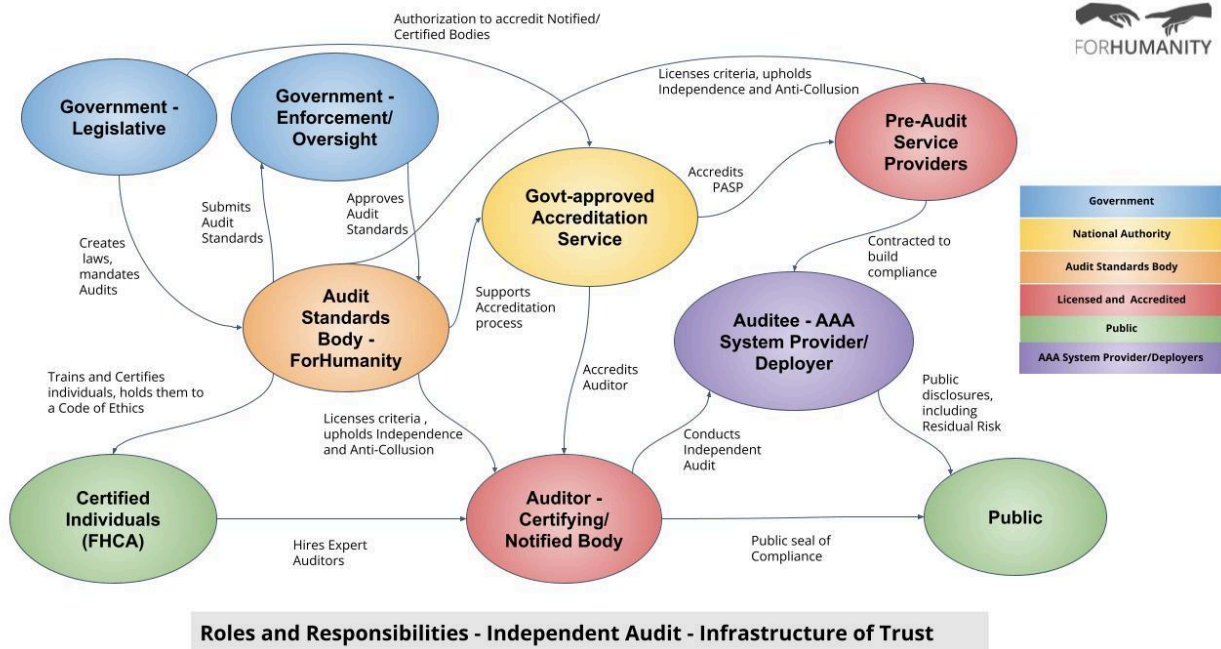 Authorization to accredit Notified/
Certified Bodies
FORHUMANITY
Government -
Legislative
Government -
Enforcement/
Oversight
Licenses criteria, upholds
Independence and Anti-Collusion
Pre-Audit
Service
Providers
Submits
Audit
Standards
Approves
Audit
Standards
Govt-approved
Accreditation
Service
Accredits
PASP
Creates
laws,
mandates
Audits
Contracted to
build
compliance
Government
National Authority
Audit Standards Body
Licensed and Accredited
Public
AAA System Provider/Deployers
Audit
Standards
Body -
ForHumanity
Supports
Accreditation
process
Auditee - AAA
System Provider/
Deployer
Trains and Certifies
individuals, holds them to
a Code of Ethics
Licenses criteria ,
upholds Independence
and Anti-Collusion
Accredits
Auditor
Conducts
Independent
Audit
Public
disclosures,
including
Residual Risk
Certified
Individuals
(FHCA)
Hires Expert
Auditors
Auditor -
Certifying/
Notified Body
Public seal of
Compliance
Public
Roles and Responsibilities - Independent Audit - Infrastructure of Trust